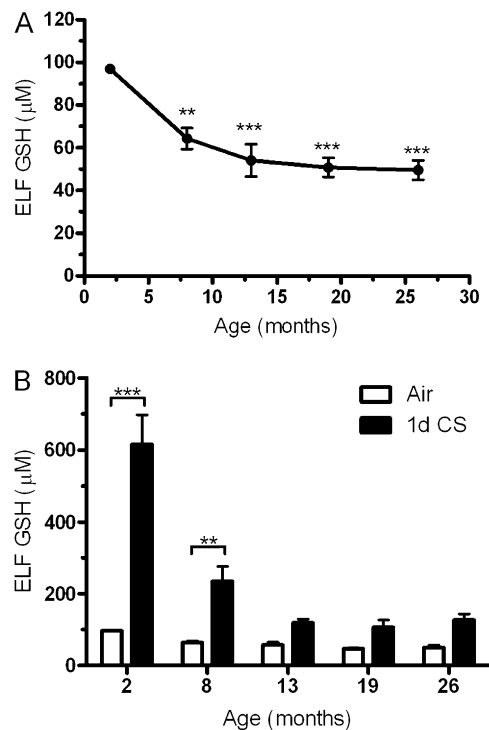 A
120
100
80
60
40
20
0
ELF GSH (μM)
**
***
***
***
0 5 10 15 20 25 30
Age (months)
B
800
600
400
200
0
ELF GSH (μM)
***
**
Air
1d CS
2 8 13 19 26
Age (months)